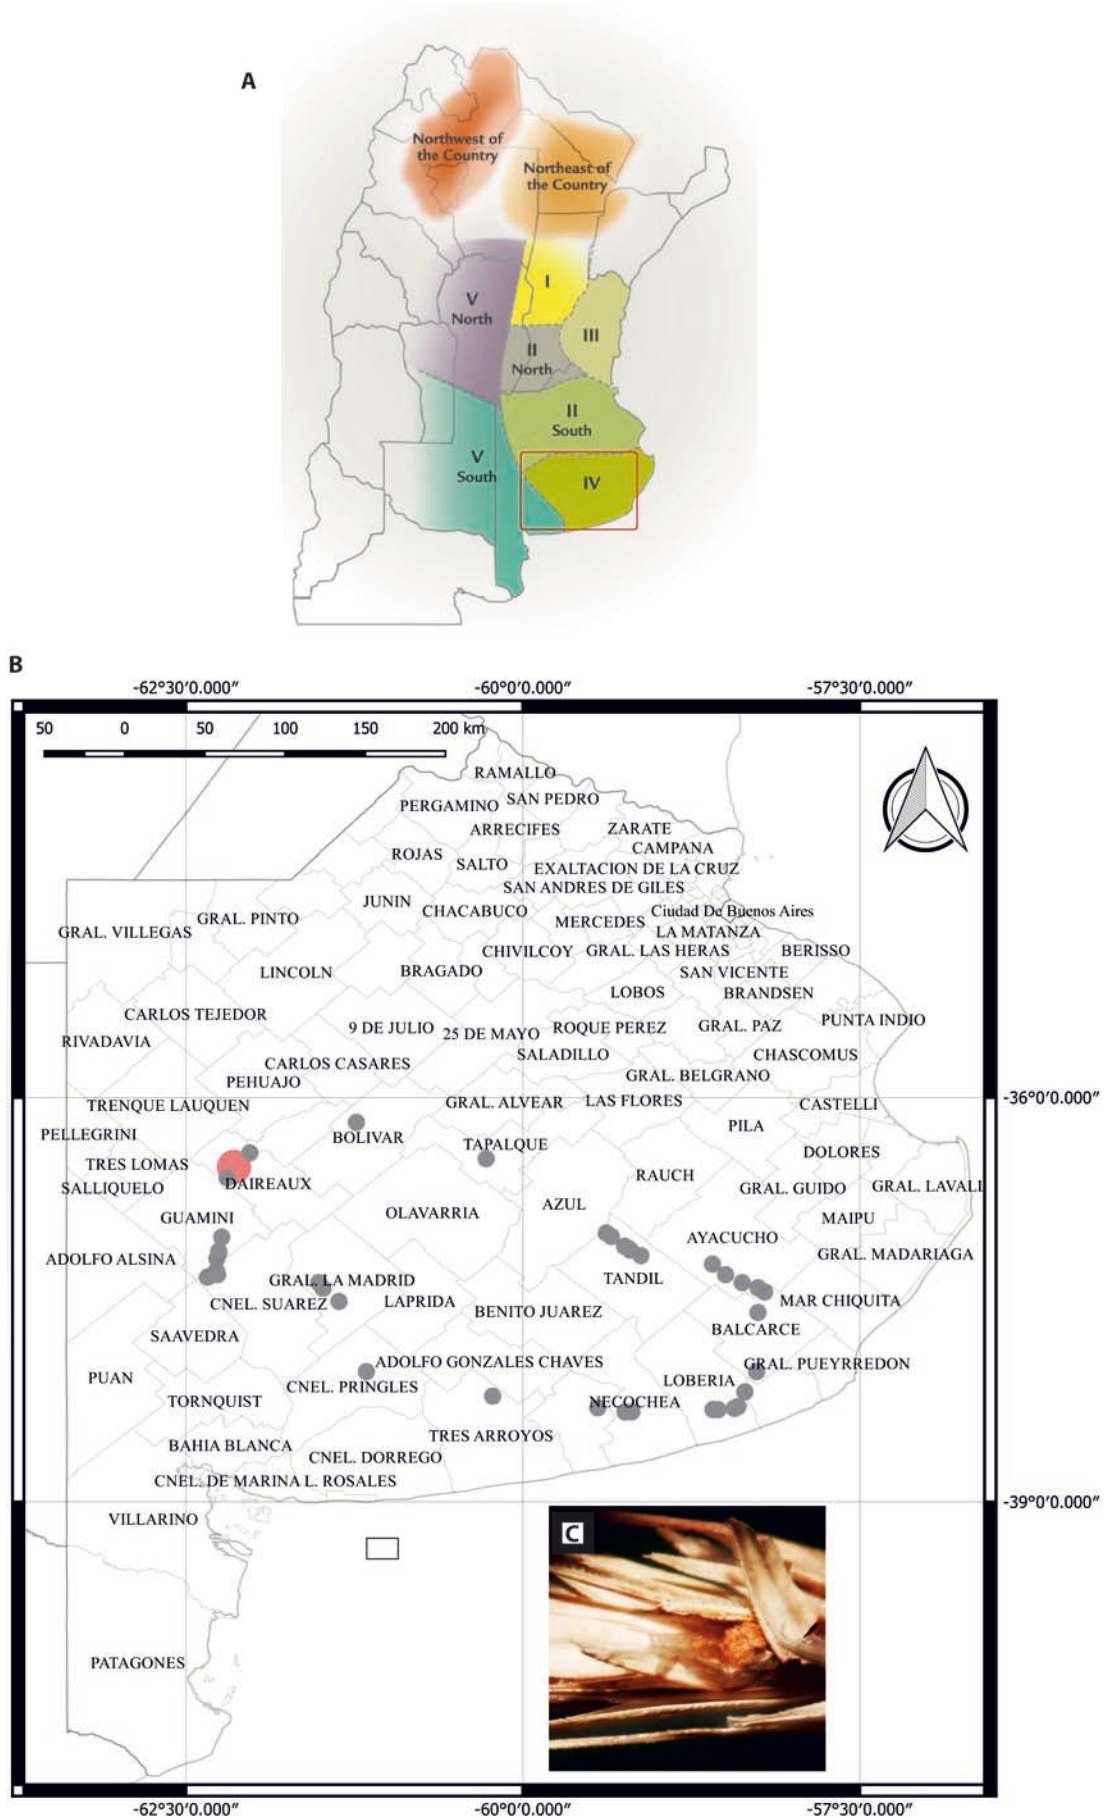 A
Northwest of
the Country
Northeast of
the Country
I
V
North
III
II
North
II
South
V
South
IV
B
-62°30′0.000″ -60°0′0.000″ -57°30′0.000″
50 0 50 100 150 200 km
RAMALLO
SAN PEDRO
PERGAMINO
ARRECIFES
ZARATE
CAMPANA
ROJAS
SALTO
EXALTACION DE LA CRUZ
SAN ANDRES DE GILES
JUNIN
CHACABUCO
Ciudad De Buenos Aires
GRAL. PINTO
MERCEDES
GRAL. VILLEGAS
LA MATANZA
CHIVILCOY
GRAL. LAS HERAS
BERISSO
LINCOLN
BRAGADO
SAN VICENTE
LOBOS
BRANDSEN
CARLOS TEJEDOR
9 DE JULIO
25 DE MAYO
ROQUE PEREZ
GRAL. PAZ
PUNTA INDIO
RIVADAVIA
SALADILLO
CHASCOMUS
CARLOS CASARES
PEHUAJO
GRAL. BELGRANO
-36°0′0.000″
TRENQUE LAUQUEN
GRAL. ALVEAR
LAS FLORES
CASTELLI
PELLEGRINI
BOLIVAR
TAPALQUE
PILA
DOLORES
TRES LOMAS
RAUCH
SALLIQUELO
DAIREAUX
GRAL. GUIDO
GRAL. LAVALL
AZUL
GUAMINI
OLAVARRIA
MAIPU
AYACUCHO
ADOLFO ALSINA
GRAL. MADARIAGA
GRAL. LA MADRID
TANDIL
CNEL. SUAREZ
LAPRIDA
BENITO JUAREZ
MAR CHIQUITA
SAAVEDRA
BALCARCE
PUAN
ADOLFO GONZALES CHAVES
GRAL. PUEYRREDON
CNEL. PRINGLES
LOBERIA
TORNQUIST
NECOCHEA
BAHIA BLANCA
TRES ARROYOS
CNEL. DORREGO
CNEL. DE MARINA L. ROSALES
-39°0′0.000″
VILLARINO
C
PATAGONES
-62°30′0.000″ -60°0′0.000″ -57°30′0.000″